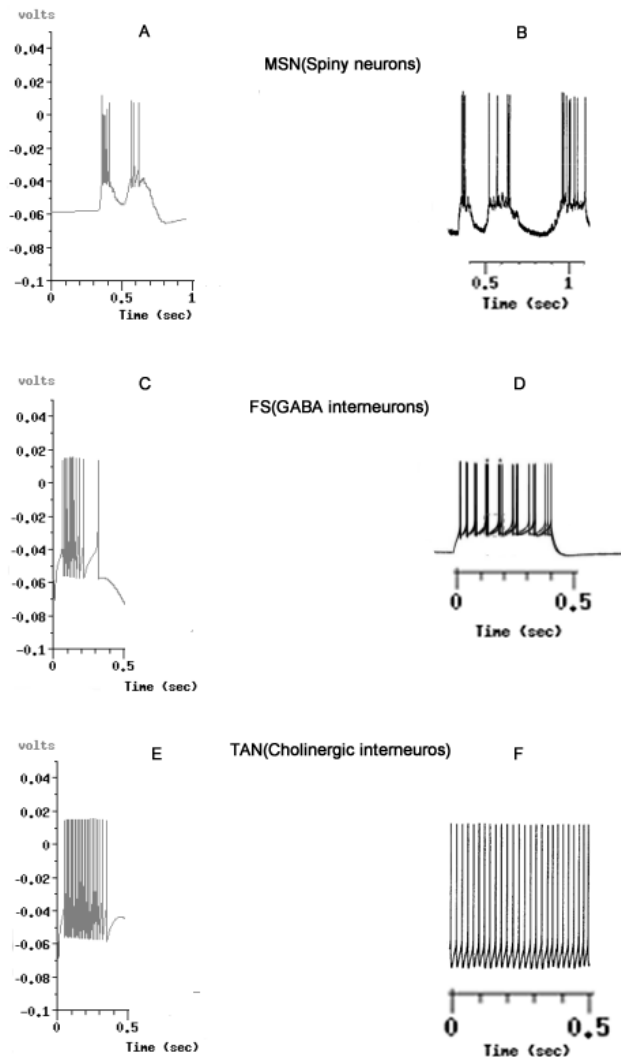 volts
A
B
MSN(Spiny neurons)
0.04
0.02
0
-0.02
-0.04
-0.06
-0.08
-0.1
0
0.5
1
Time (sec)
0.5
1
Time (sec)
volts
C
FS(GABA interneurons)
D
0.04
0.02
0
-0.02
-0.04
-0.06
-0.08
-0.1
0
0.5
Time (sec)
0
0.5
Time (sec)
volts
E
TAN(Cholinergic interneuros)
F
0.04
0.02
0
-0.02
-0.04
-0.06
-0.08
-0.1
0
0.5
Time (sec)
0
0.5
Time (sec)